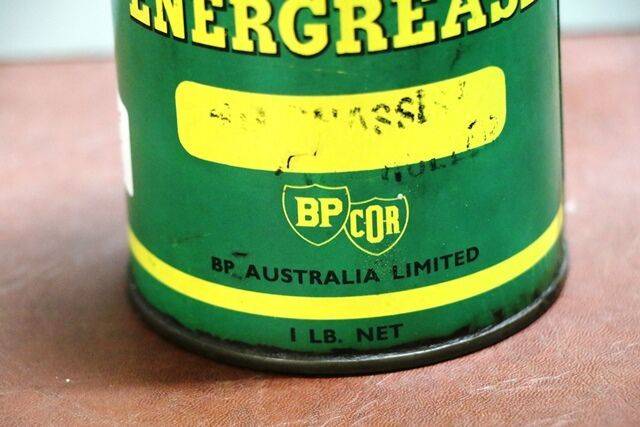 ENERGREASE
BP COR
BP AUSTRALIA LIMITED
1 LB. NET